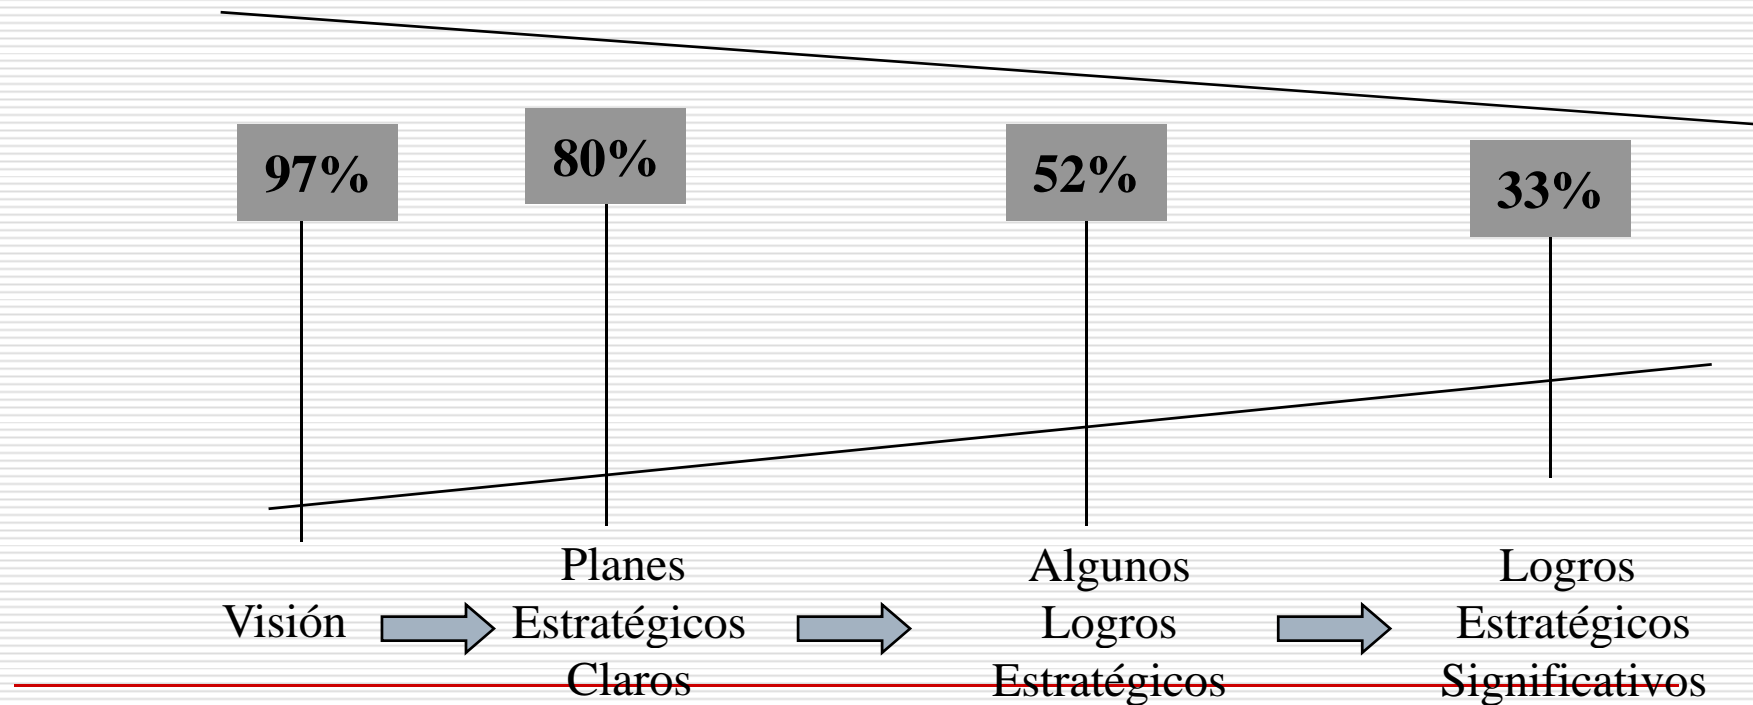 97%
80%
52%
33%
Visión
Planes
Estratégicos
Claros
Algunos
Logros
Estratégicos
Logros
Estratégicos
Significativos